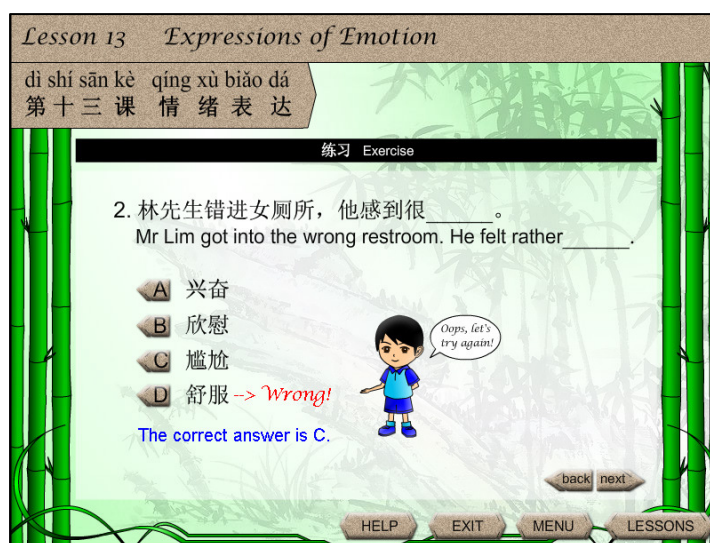 Lesson 13 Expressions of Emotion
dì shí sān kè qíng xù biǎo dá
第十三课 情绪表达
练习 Exercise
2. 林先生错进女厕所，他感到很______。
Mr Lim got into the wrong restroom. He felt rather______.
A 兴奋
B 欣慰
C 尴尬
D 舒服 --> Wrong!
Oops, let's
try again!
The correct answer is C.
back next
HELP EXIT MENU LESSONS